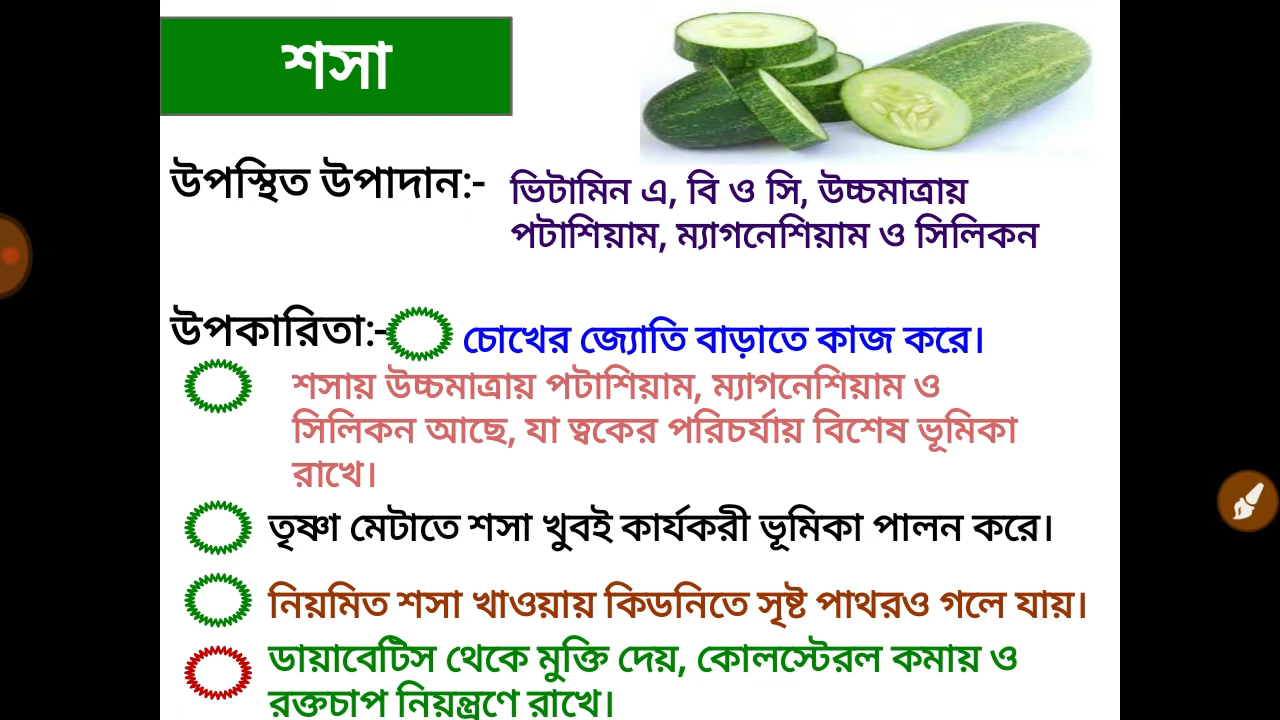 শসা
উপস্থিত উপাদান:-
ভিটামিন এ, বি ও সি, উচ্চমাত্রায়
পটাশিয়াম, ম্যাগনেশিয়াম ও সিলিকন
উপকারিতা:-
চোখের জ্যোতি বাড়াতে কাজ করে।
শসায় উচ্চমাত্রায় পটাশিয়াম, ম্যাগনেশিয়াম ও
সিলিকন আছে, যা ত্বকের পরিচর্যায় বিশেষ ভূমিকা
রাখে।
তৃষ্ণা মেটাতে শসা খুবই কার্যকরী ভূমিকা পালন করে।
নিয়মিত শসা খাওয়ায় কিডনিতে সৃষ্ট পাথরও গলে যায়।
ডায়াবেটিস থেকে মুক্তি দেয়, কোলস্টেরল কমায় ও
রক্তচাপ নিয়ন্ত্রণে রাখে।